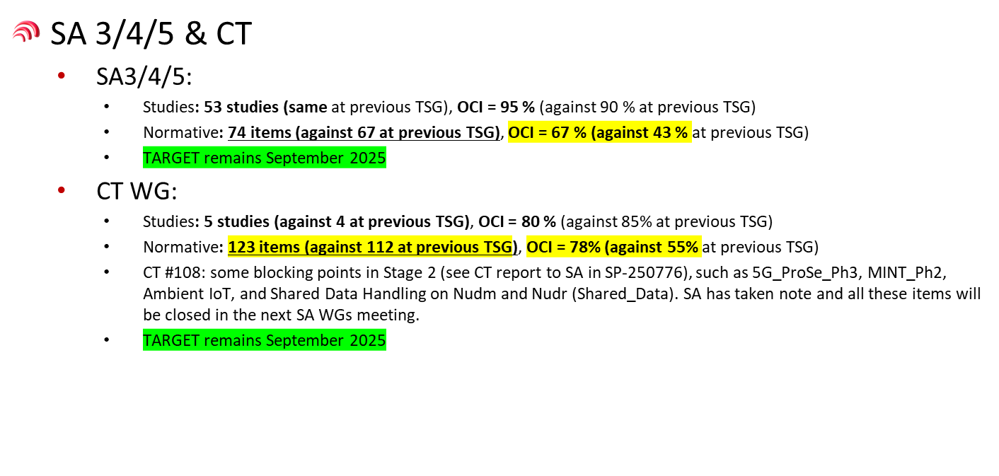 SA 3/4/5 & CT
• SA3/4/5:
• Studies: 53 studies (same at previous TSG), OCI = 95 % (against 90 % at previous TSG)
• Normative: 74 items (against 67 at previous TSG), OCI = 67 % (against 43 % at previous TSG)
• TARGET remains September 2025
• CT WG:
• Studies: 5 studies (against 4 at previous TSG), OCI = 80 % (against 85% at previous TSG)
• Normative: 123 items (against 112 at previous TSG), OCI = 78% (against 55% at previous TSG)
• CT #108: some blocking points in Stage 2 (see CT report to SA in SP-250776), such as 5G_ProSe_Ph3, MINT_Ph2,
Ambient IoT, and Shared Data Handling on Nudm and Nudr (Shared_Data). SA has taken note and all these items will
be closed in the next SA WGs meeting.
• TARGET remains September 2025